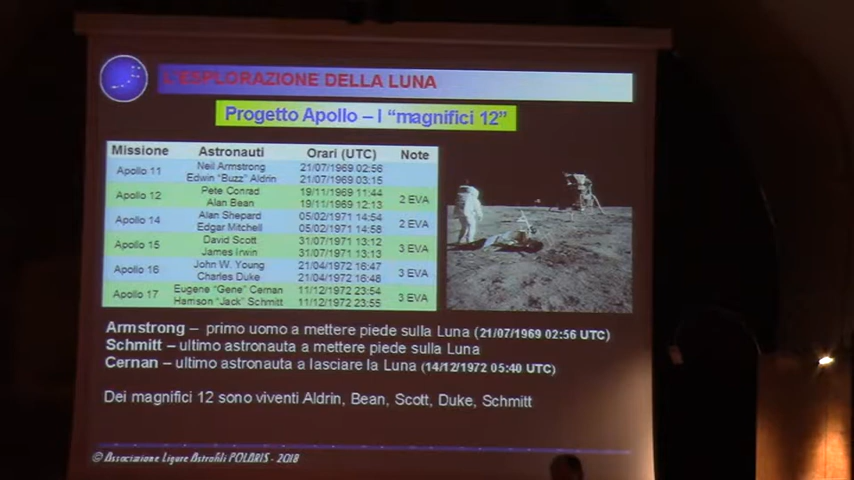 L'ESPLORAZIONE DELLA LUNA
Progetto Apollo – I “magnifici 12”
Missione Astronauti Orari (UTC) Note
Apollo 11 Neil Armstrong 21/07/1969 02:56
Edwin “Buzz” Aldrin 21/07/1969 03:15
Apollo 12 Pete Conrad 19/11/1969 11:44 2 EVA
Alan Bean 19/11/1969 12:13
Apollo 14 Alan Shepard 05/02/1971 14:54 2 EVA
Edgar Mitchell 05/02/1971 14:58
Apollo 15 David Scott 31/07/1971 13:12 3 EVA
James Irwin 31/07/1971 13:13
Apollo 16 John W. Young 21/04/1972 16:47 3 EVA
Charles Duke 21/04/1972 16:48
Apollo 17 Eugene “Gene” Cernan 11/12/1972 23:54 3 EVA
Harrison “Jack” Schmitt 11/12/1972 23:55
Armstrong – primo uomo a mettere piede sulla Luna (21/07/1969 02:56 UTC)
Schmitt – ultimo astronauta a mettere piede sulla Luna
Cernan – ultimo astronauta a lasciare la Luna (14/12/1972 05:40 UTC)
Dei magnifici 12 sono viventi Aldrin, Bean, Scott, Duke, Schmitt
© Associazione Ligure Astrofili POLARIS - 2018